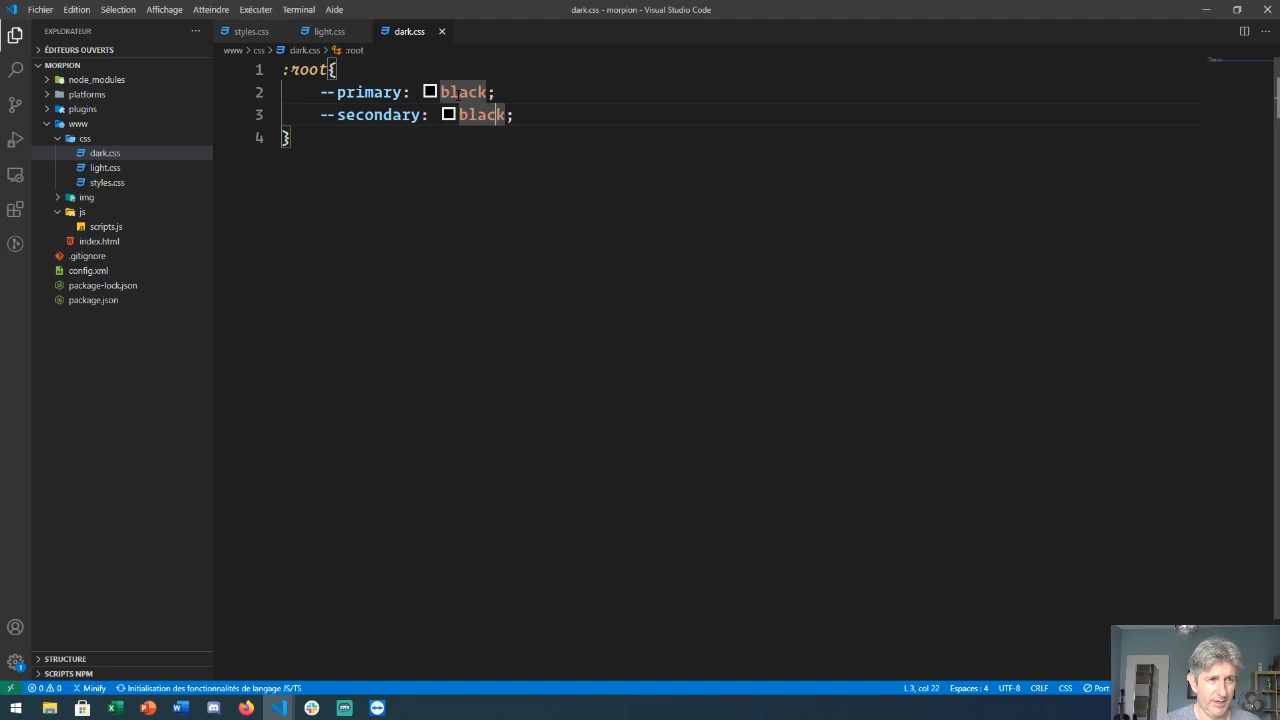 Fichier Edition Sélection Affichage Atteindre Exécuter Terminal Aide dark.css - morpion - Visual Studio Code
EXPLORATEUR
styles.css light.css dark.css
ÉDITEURS OUVERTS
www > css > dark.css > :root
MORPION
node_modules
platforms
plugins
www
css
dark.css
light.css
styles.css
img
js
scripts.js
index.html
.gitignore
config.xml
package-lock.json
package.json
1 :root{
2 --primary: black;
3 --secondary: black;
4 }
STRUCTURE
SCRIPTS NPM
1
0 0 Minify Initialisation des fonctionnalités de langage JS/TS L 3, col 22 Espaces : 4 UTF-8 CRLF CSS Port